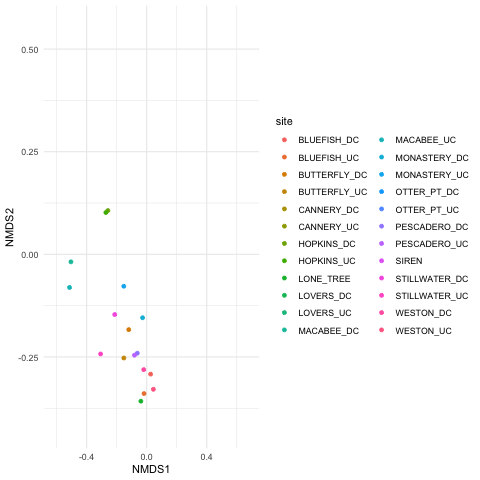 0.50
0.25
0.00
-0.25
NMDS2
-0.4
0.0
0.4
NMDS1
site
BLUEFISH_DC
BLUEFISH_UC
BUTTERFLY_DC
BUTTERFLY_UC
CANNERY_DC
CANNERY_UC
HOPKINS_DC
HOPKINS_UC
LONE_TREE
LOVERS_DC
LOVERS_UC
MACABEE_DC
MACABEE_UC
MONASTERY_DC
MONASTERY_UC
OTTER_PT_DC
OTTER_PT_UC
PESCADERO_DC
PESCADERO_UC
SIREN
STILLWATER_DC
STILLWATER_UC
WESTON_DC
WESTON_UC